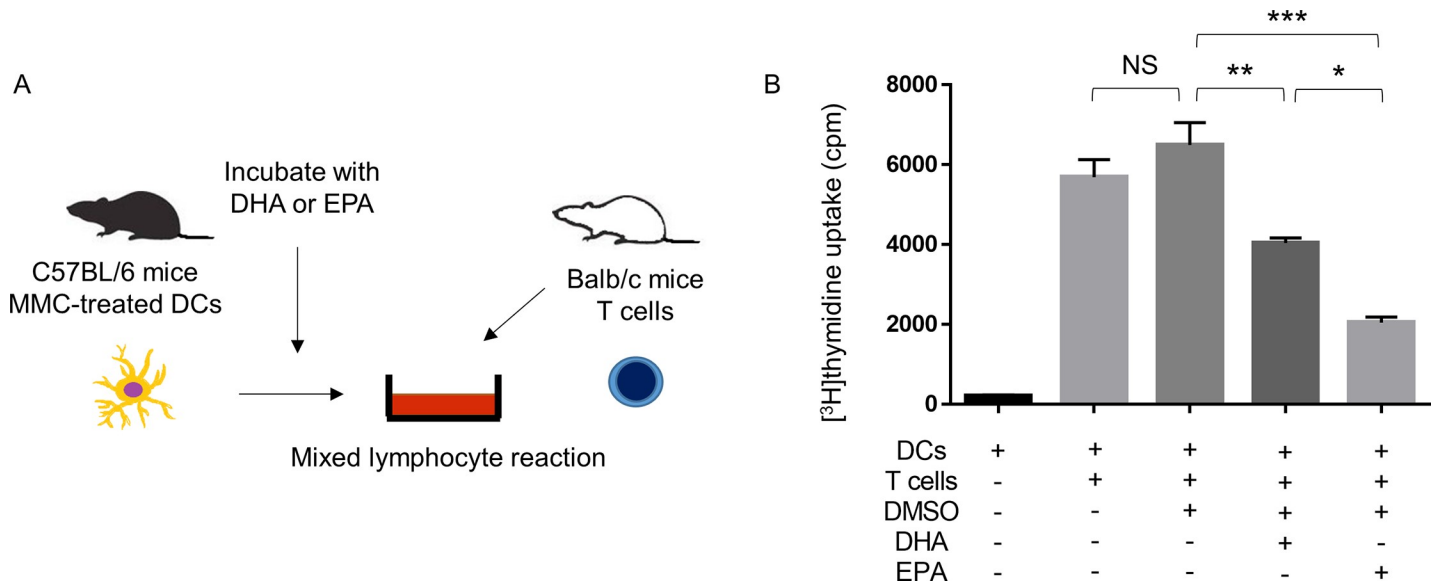 A
Incubate with
DHA or EPA
C57BL/6 mice
MMC-treated DCs
Balb/c mice
T cells
Mixed lymphocyte reaction
B
[³H]thymidine uptake (cpm)
8000
6000
4000
2000
0
***
NS ** *
DCs + + + + +
T cells - + + + +
DMSO - - + + +
DHA - - - + -
EPA - - - - +